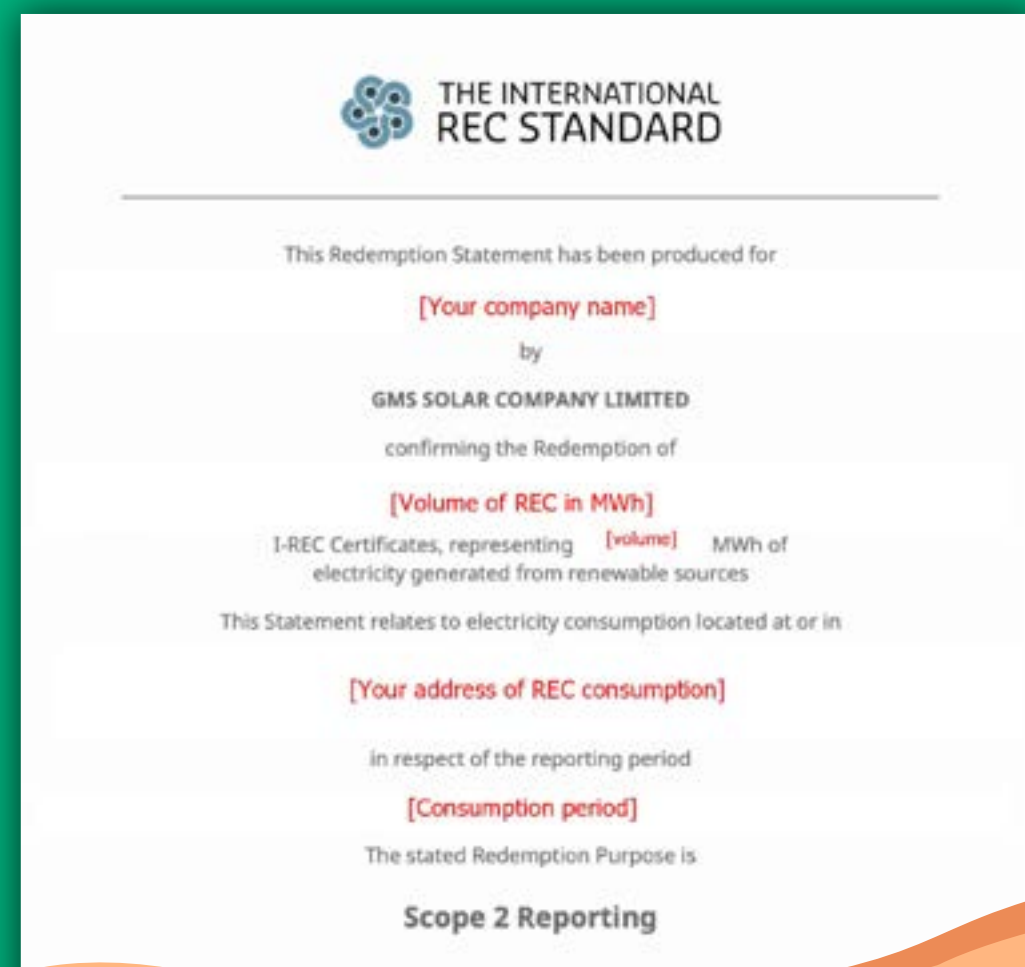 THE INTERNATIONAL
REC STANDARD
This Redemption Statement has been produced for
[Your company name]
by
GMS SOLAR COMPANY LIMITED
confirming the Redemption of
[Volume of REC in MWh]
I-REC Certificates, representing [volume] MWh of
electricity generated from renewable sources
This Statement relates to electricity consumption located at or in
[Your address of REC consumption]
in respect of the reporting period
[Consumption period]
The stated Redemption Purpose is
Scope 2 Reporting